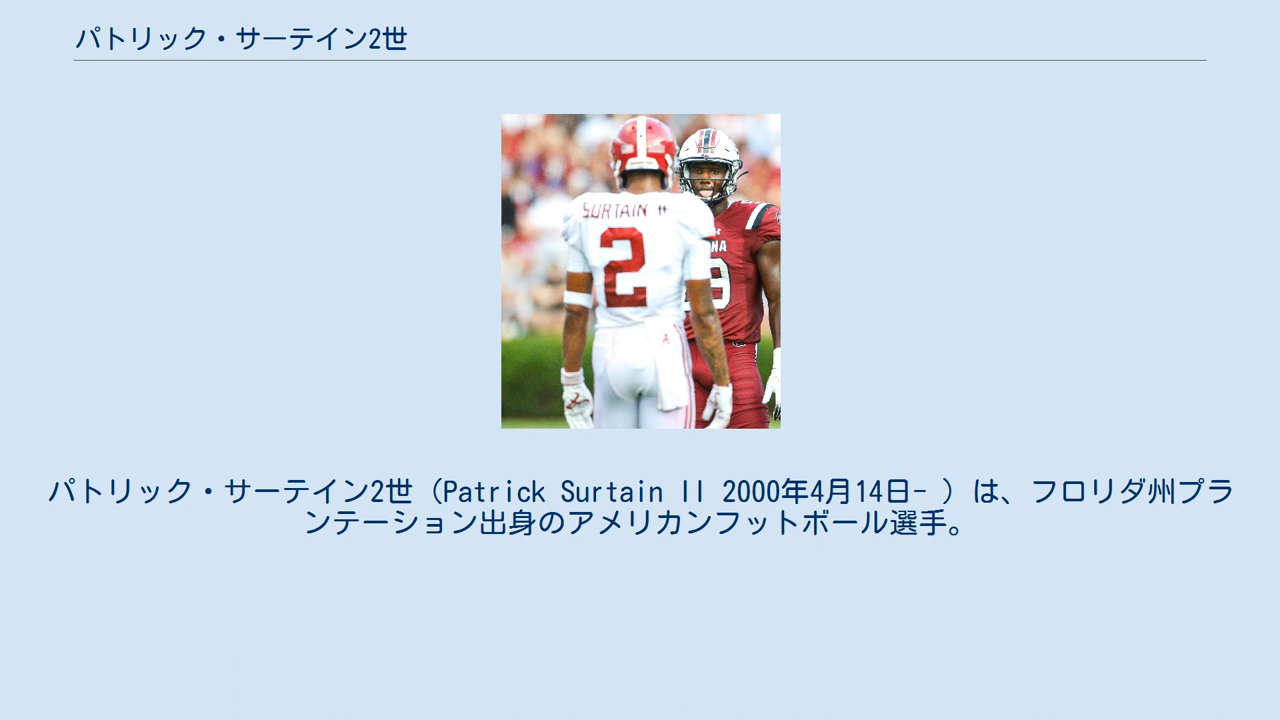 パトリック・サーテイン2世
SURTAIN II
2
NA
9
パトリック・サーテイン2世（Patrick Surtain II 2000年4月14日- ）は、フロリダ州プラ
ンテーション出身のアメリカンフットボール選手。